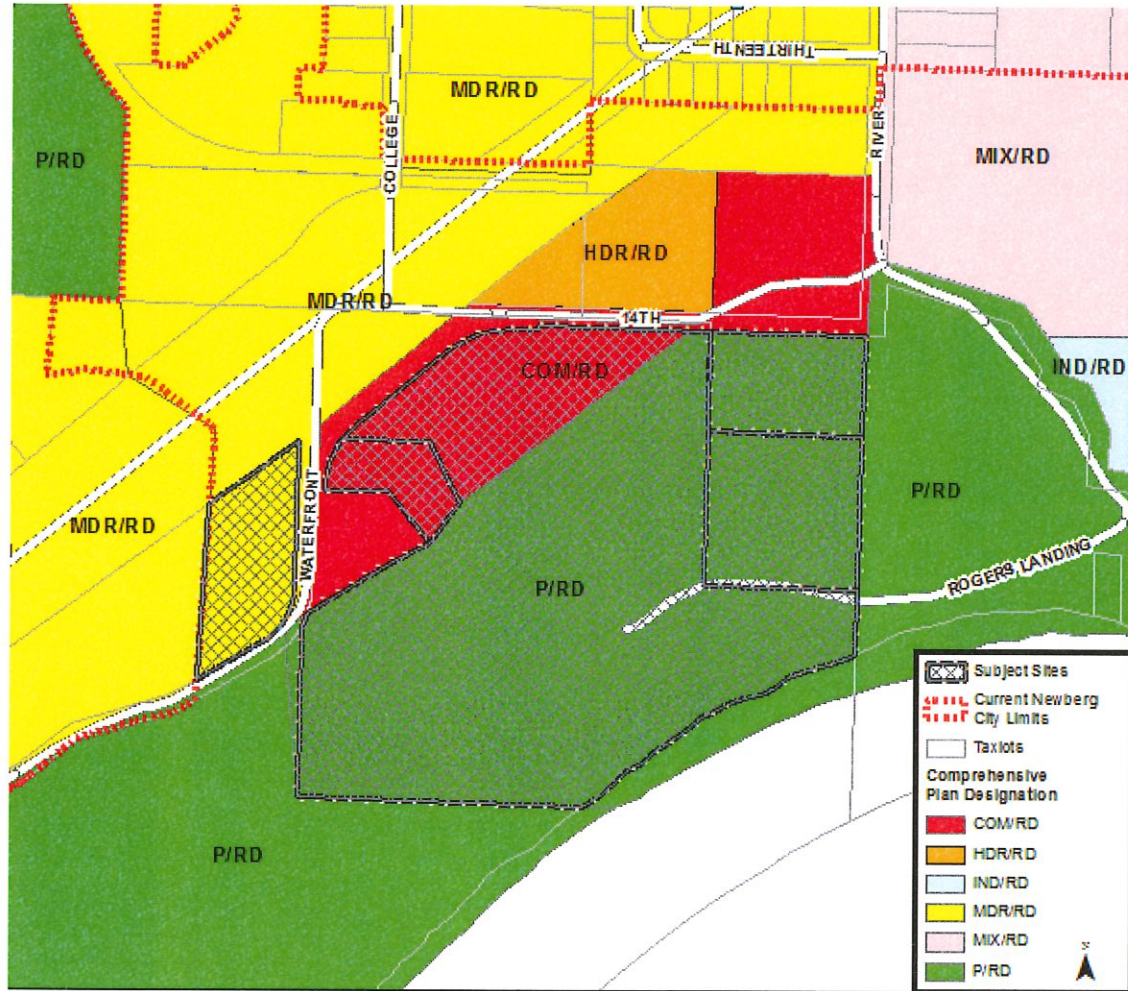 THIRTEENTH
MDR/RD
COLLEGE
RIVER
P/RD
MIX/RD
HDR/RD
MDR/RD
14TH
COM/RD
IND/RD
WATERFRONT
MDR/RD
P/RD
P/RD
ROGERS LANDING
P/RD
Subject Sites
Current Newberg
City Limits
Taxlots
Comprehensive
Plan Designation
COM/RD
HDR/RD
IND/RD
MDR/RD
MIX/RD
P/RD
N